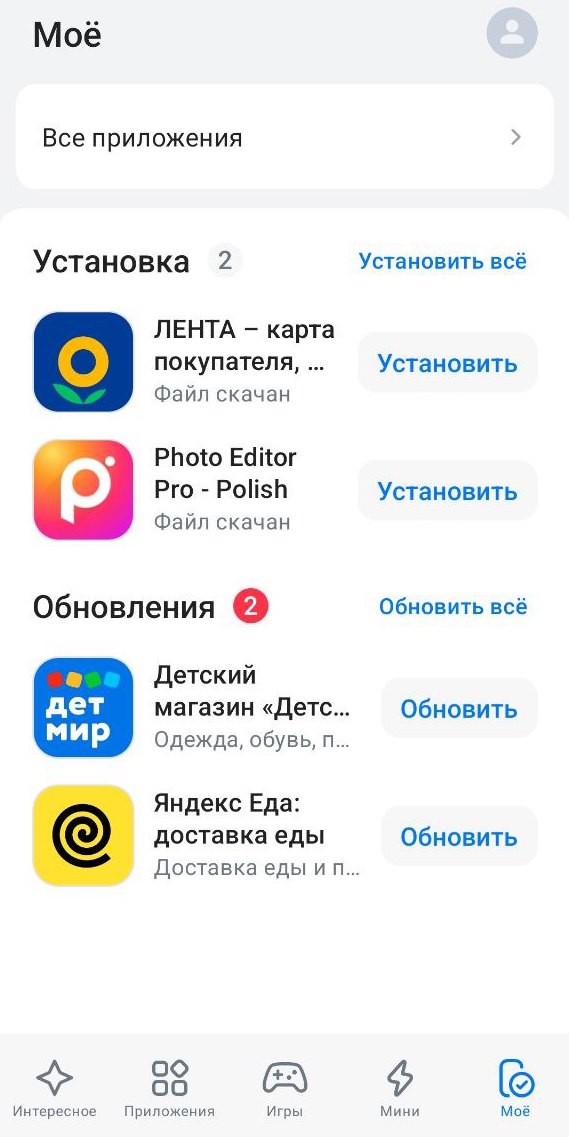 Моё
Все приложения
Установка 2 Установить всё
ЛЕНТА – карта
покупателя, ...
Файл скачан
Установить
Photo Editor
Pro - Polish
Файл скачан
Установить
Обновления 2 Обновить всё
дет
мир
Детский
магазин «Детс...
Одежда, обувь, п...
Обновить
Яндекс Еда:
доставка еды
Доставка еды и п...
Обновить
Интересное Приложения Игры Мини Моё